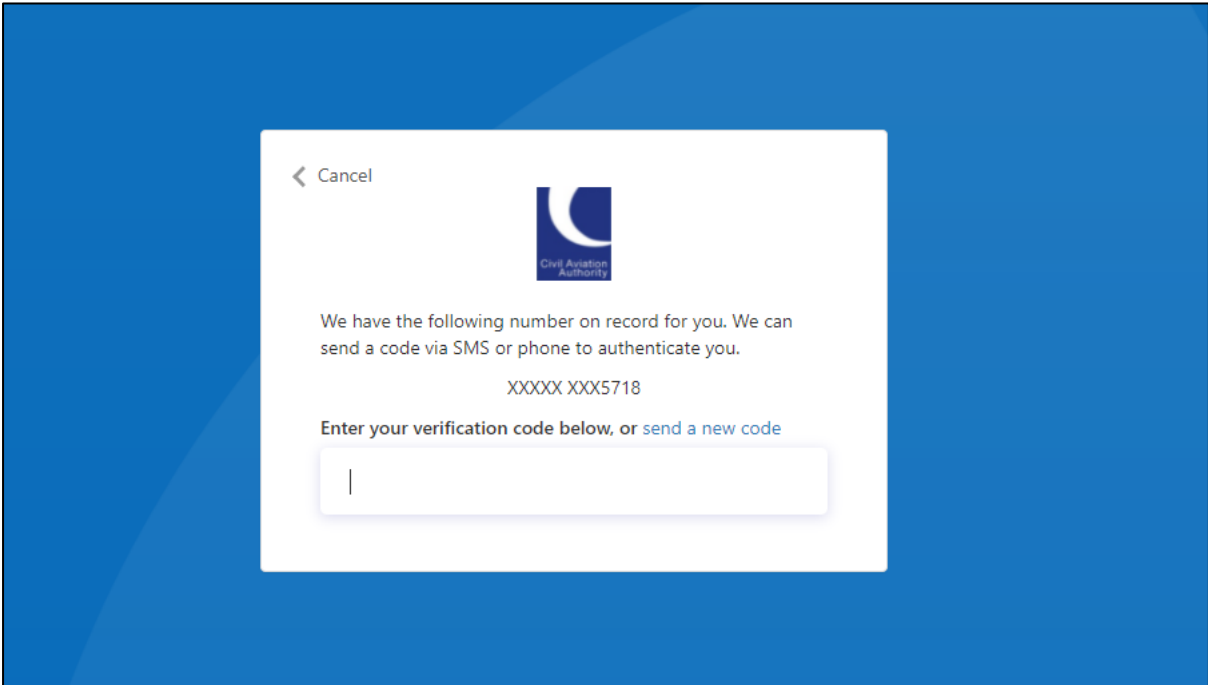 Cancel
Civil Aviation
Authority
We have the following number on record for you. We can
send a code via SMS or phone to authenticate you.
XXXXX XXX5718
Enter your verification code below, or send a new code